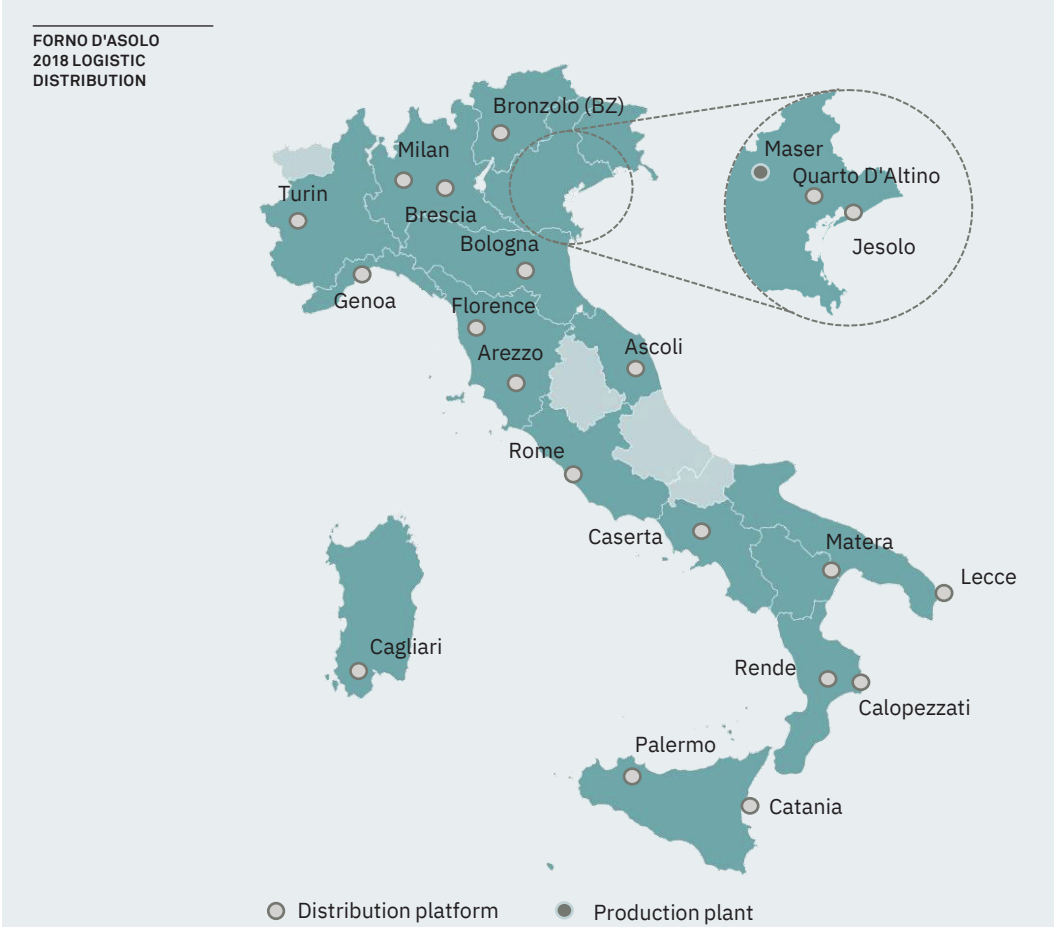 FORNO D'ASOLO
2018 LOGISTIC
DISTRIBUTION
Bronzolo (BZ)
Milan
Maser
Quarto D'Altino
Turin
Brescia
Bologna
Jesolo
Genoa
Florence
Arezzo
Ascoli
Rome
Caserta
Matera
Lecce
Cagliari
Rende
Calopezzati
Palermo
Catania
Distribution platform
Production plant